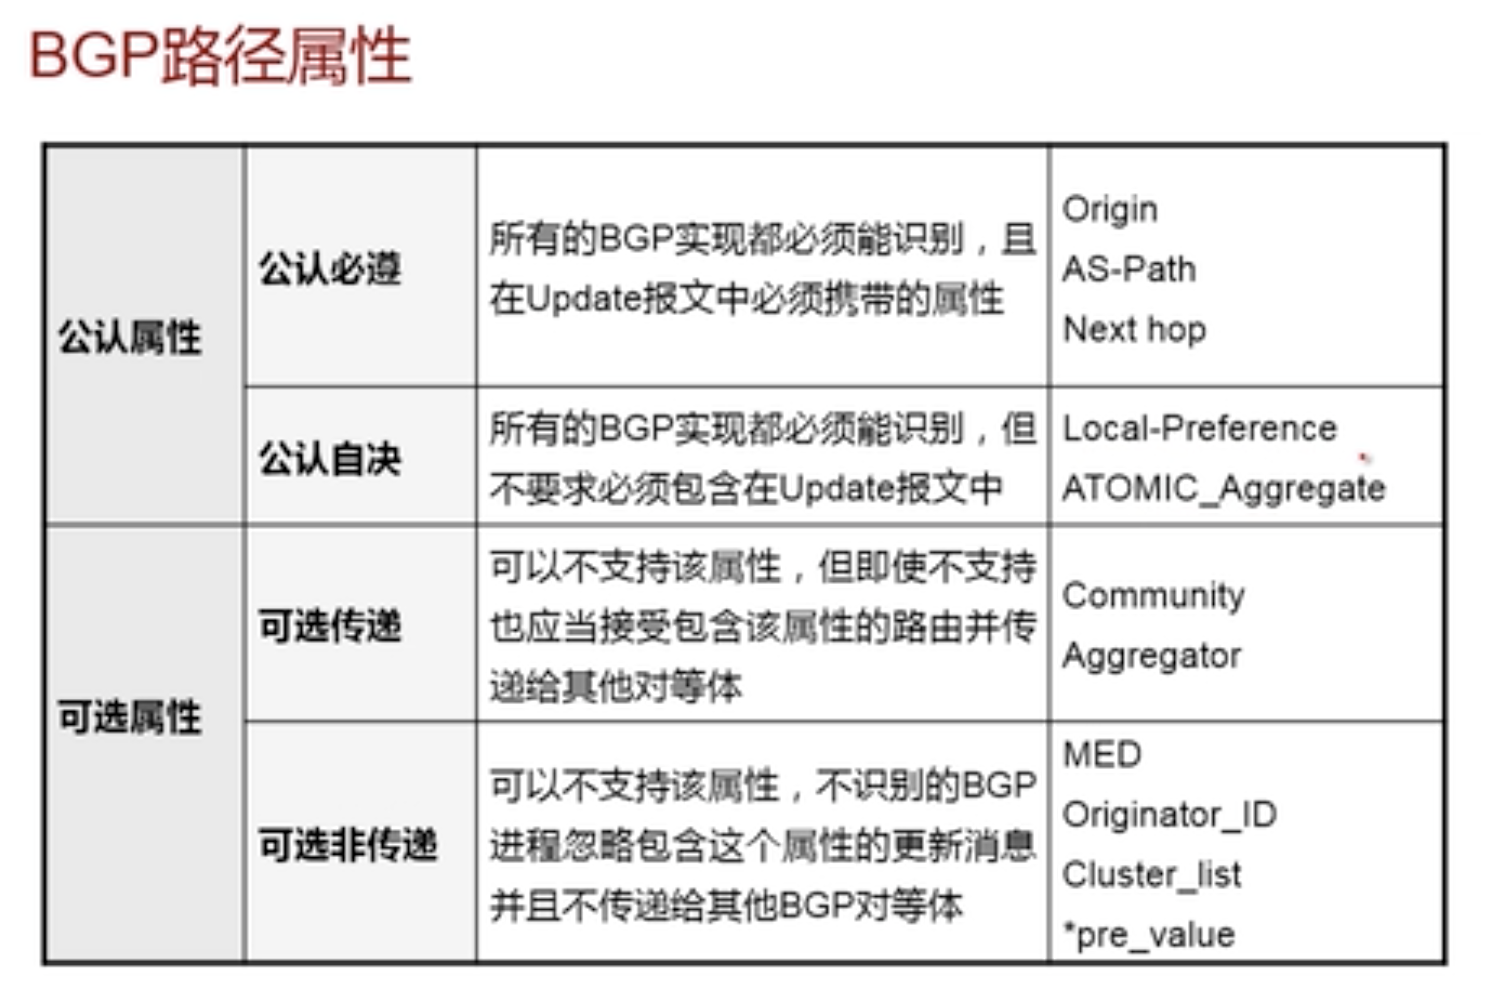 BGP路径属性
公认属性
公认必遵
所有的BGP实现都必须能识别，且
在Update报文中必须携带的属性
Origin
AS-Path
Next hop
公认自决
所有的BGP实现都必须能识别，但
不要求必须包含在Update报文中
Local-Preference
ATOMIC_Aggregate
可选属性
可选传递
可以不支持该属性，但即使不支持
也应当接受包含该属性的路由并传
递给其他对等体
Community
Aggregator
可选非传递
可以不支持该属性，不识别的BGP
进程忽略包含这个属性的更新消息
并且不传递给其他BGP对等体
MED
Originator_ID
Cluster_list
*pre_value